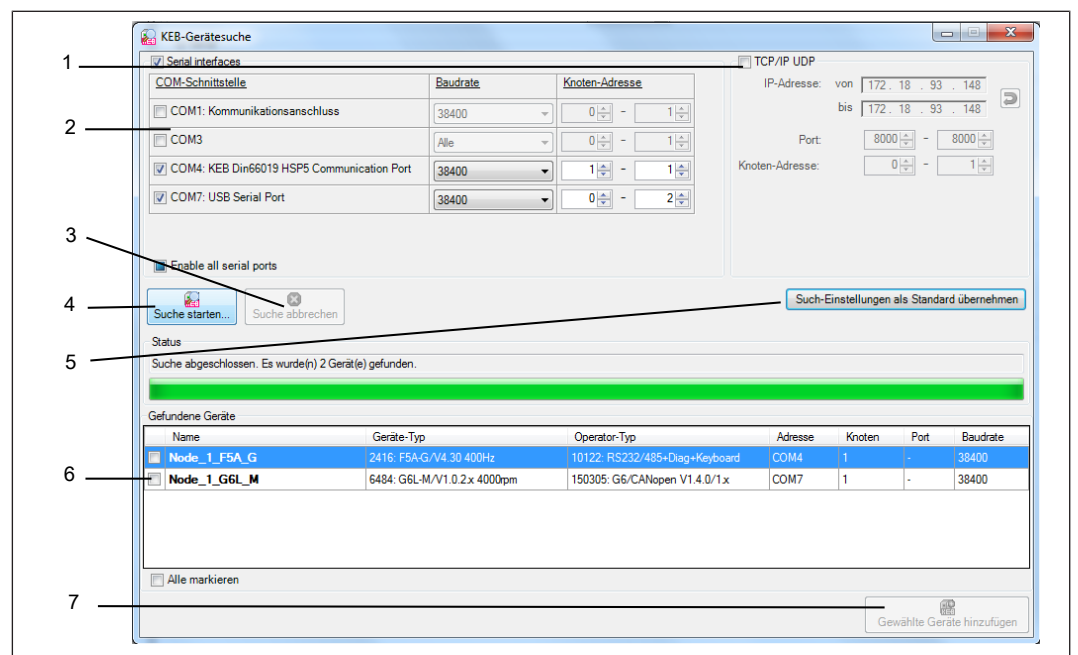 KEB-Gerätesuche
1
Serial interfaces
TCP/IP UDP
COM-Schnittstelle Baudrate Knoten-Adresse
IP-Adresse: von 172 . 18 . 93 . 148
bis 172 . 18 . 93 . 148
2
COM1: Kommunikationsanschluss 38400 0 - 1
COM3 Alle 0 - 1
Port: 8000 - 8000
COM4: KEB Din66019 HSP5 Communication Port 38400 1 - 1
Knoten-Adresse: 0 - 1
COM7: USB Serial Port 38400 0 - 2
3
Enable all serial ports
4
Suche starten...
Suche abbrechen
Such-Einstellungen als Standard übernehmen
Status
5
Suche abgeschlossen. Es wurde(n) 2 Gerät(e) gefunden.
Gefundene Geräte
Name Geräte-Typ Operator-Typ Adresse Knoten Port Baudrate
Node_1_F5A_G 2416: F5A-G/V4.30 400Hz 10122: RS232/485+Diag+Keyboard COM4 1 - 38400
6
Node_1_G6L_M 6484: G6L-M/V1.0.2.x 4000rpm 150305: G6/CANopen V1.4.0/1.x COM7 1 - 38400
Alle markieren
7
Gewählte Geräte hinzufügen